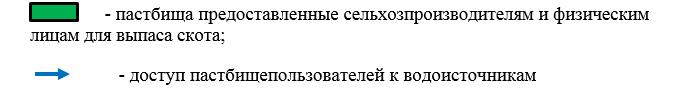 - пастбища предоставленные сельхозпроизводителям и физическим
лицам для выпаса скота;
- доступ пастбищепользователей к водоисточникам